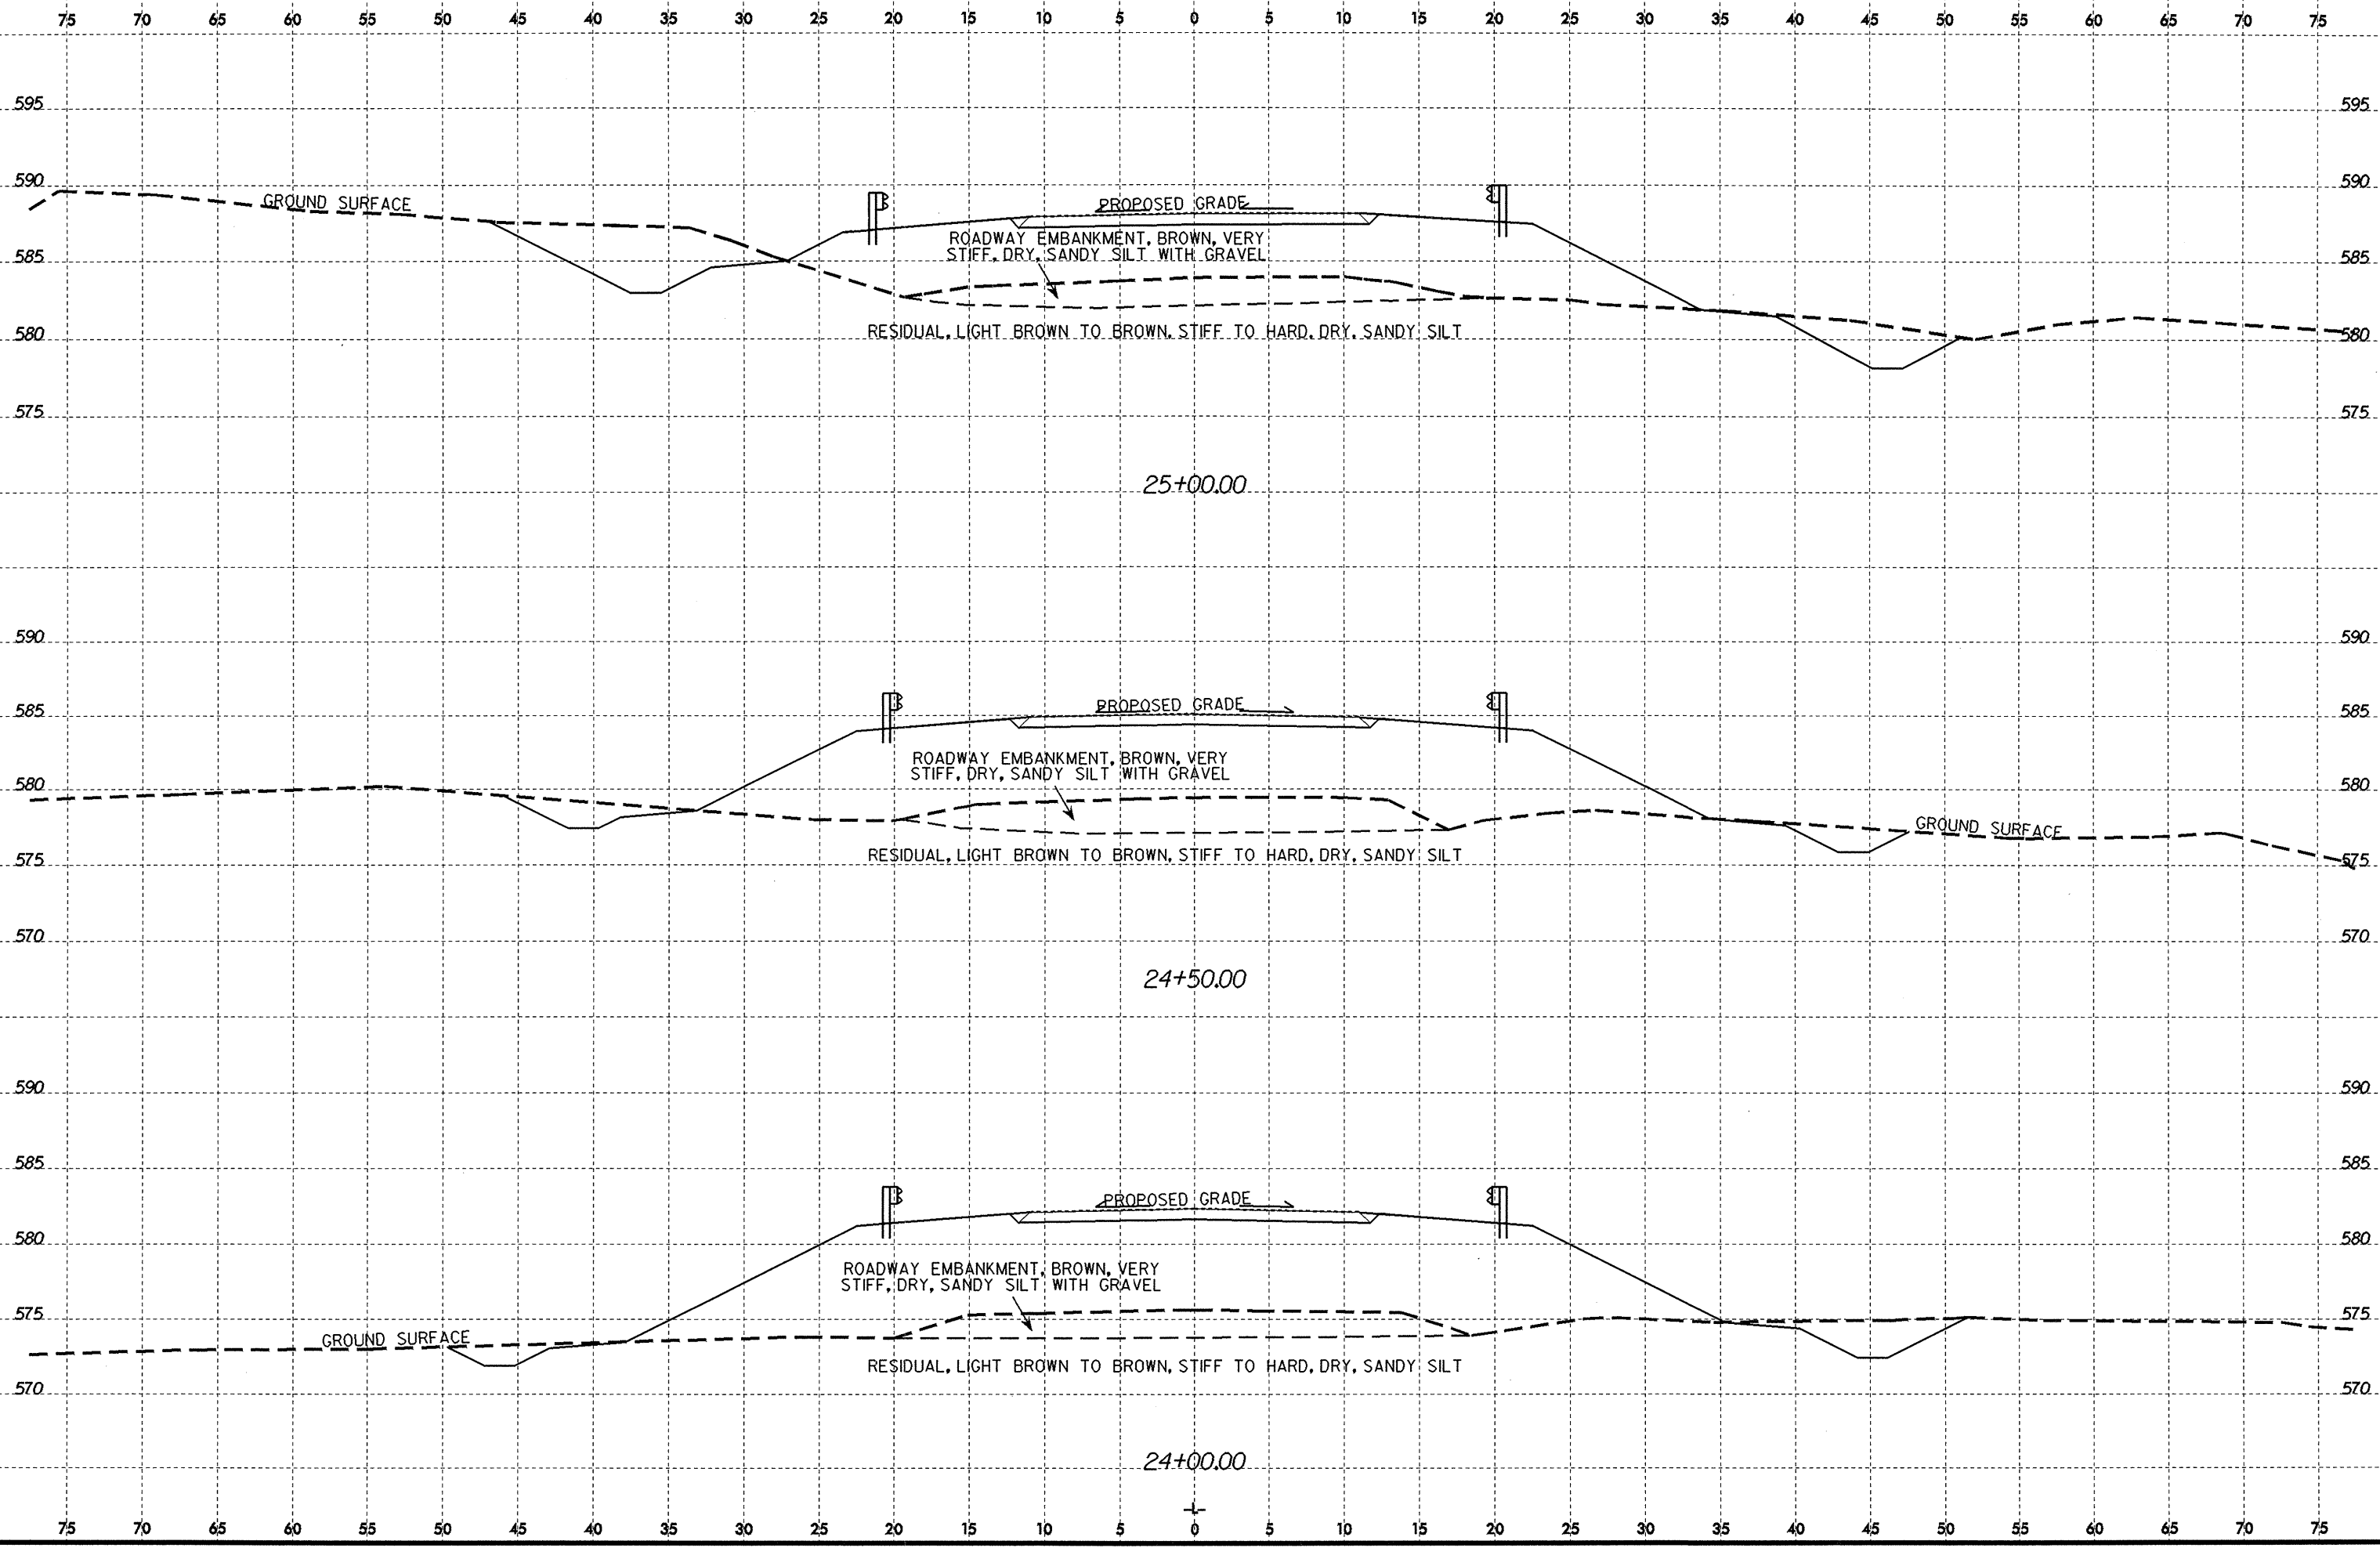 75 70 65 60 55 50 45 40 35 30 25 20 15 10 5 0 5 10 15 20 25 30 35 40 45 50 55 60 65 70 75
595 595
590 590
GROUND SURFACE PROPOSED GRADE
ROADWAY EMBANKMENT, BROWN, VERY
STIFF, DRY, SANDY SILT WITH GRAVEL
585 585
RESIDUAL, LIGHT BROWN TO BROWN, STIFF TO HARD, DRY, SANDY SILT
580 580
575 575
25+00.00
590 590
PROPOSED GRADE
585 585
ROADWAY EMBANKMENT, BROWN, VERY
STIFF, DRY, SANDY SILT WITH GRAVEL
580 580
GROUND SURFACE
RESIDUAL, LIGHT BROWN TO BROWN, STIFF TO HARD, DRY, SANDY SILT
575 575
570 570
24+50.00
590 590
585 585
PROPOSED GRADE
580 580
ROADWAY EMBANKMENT, BROWN, VERY
STIFF, DRY, SANDY SILT WITH GRAVEL
575 575
GROUND SURFACE
RESIDUAL, LIGHT BROWN TO BROWN, STIFF TO HARD, DRY, SANDY SILT
570 570
24+00.00
75 70 65 60 55 50 45 40 35 30 25 20 15 10 5 0 5 10 15 20 25 30 35 40 45 50 55 60 65 70 75